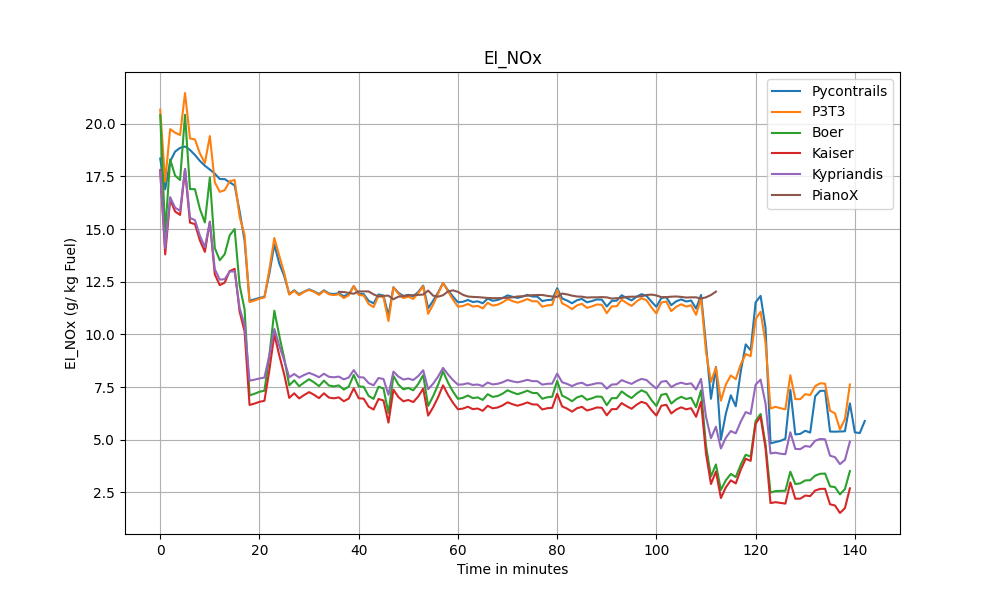 EI_NOx
EI_NOx (g/ kg Fuel)
20.0
17.5
15.0
12.5
10.0
7.5
5.0
2.5
Pycontrails
P3T3
Boer
Kaiser
Kypriandis
PianoX
0 20 40 60 80 100 120 140
Time in minutes